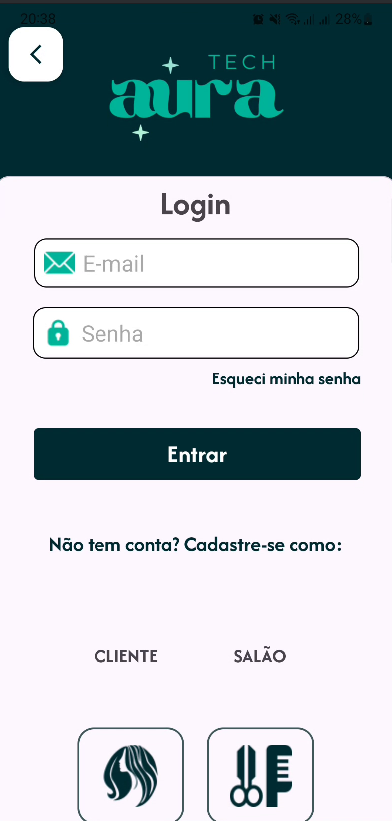 20:38
28%
TECH
aura
Login
E-mail
Senha
Esqueci minha senha
Entrar
Não tem conta? Cadastre-se como:
CLIENTE SALÃO